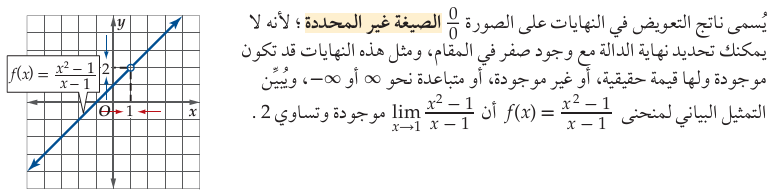 يُسمى ناتج التعويض في النهايات على الصورة 0/0 الصيغة غير المحددة ؛ لأنه لا
يمكنك تحديد نهاية الدالة مع وجود صفر في المقام، ومثل هذه النهايات قد تكون
موجودة ولها قيمة حقيقية، أو غير موجودة، أو متباعدة نحو ∞ أو ∞–، ويُبيِّن
التمثيل البياني لمنحنى f(x) = (x² − 1)/(x − 1) أن lim x→1 (x² − 1)/(x − 1) موجودة وتساوي 2 .
y
f(x) = (x² − 1)/(x − 1)
2
O 1 x